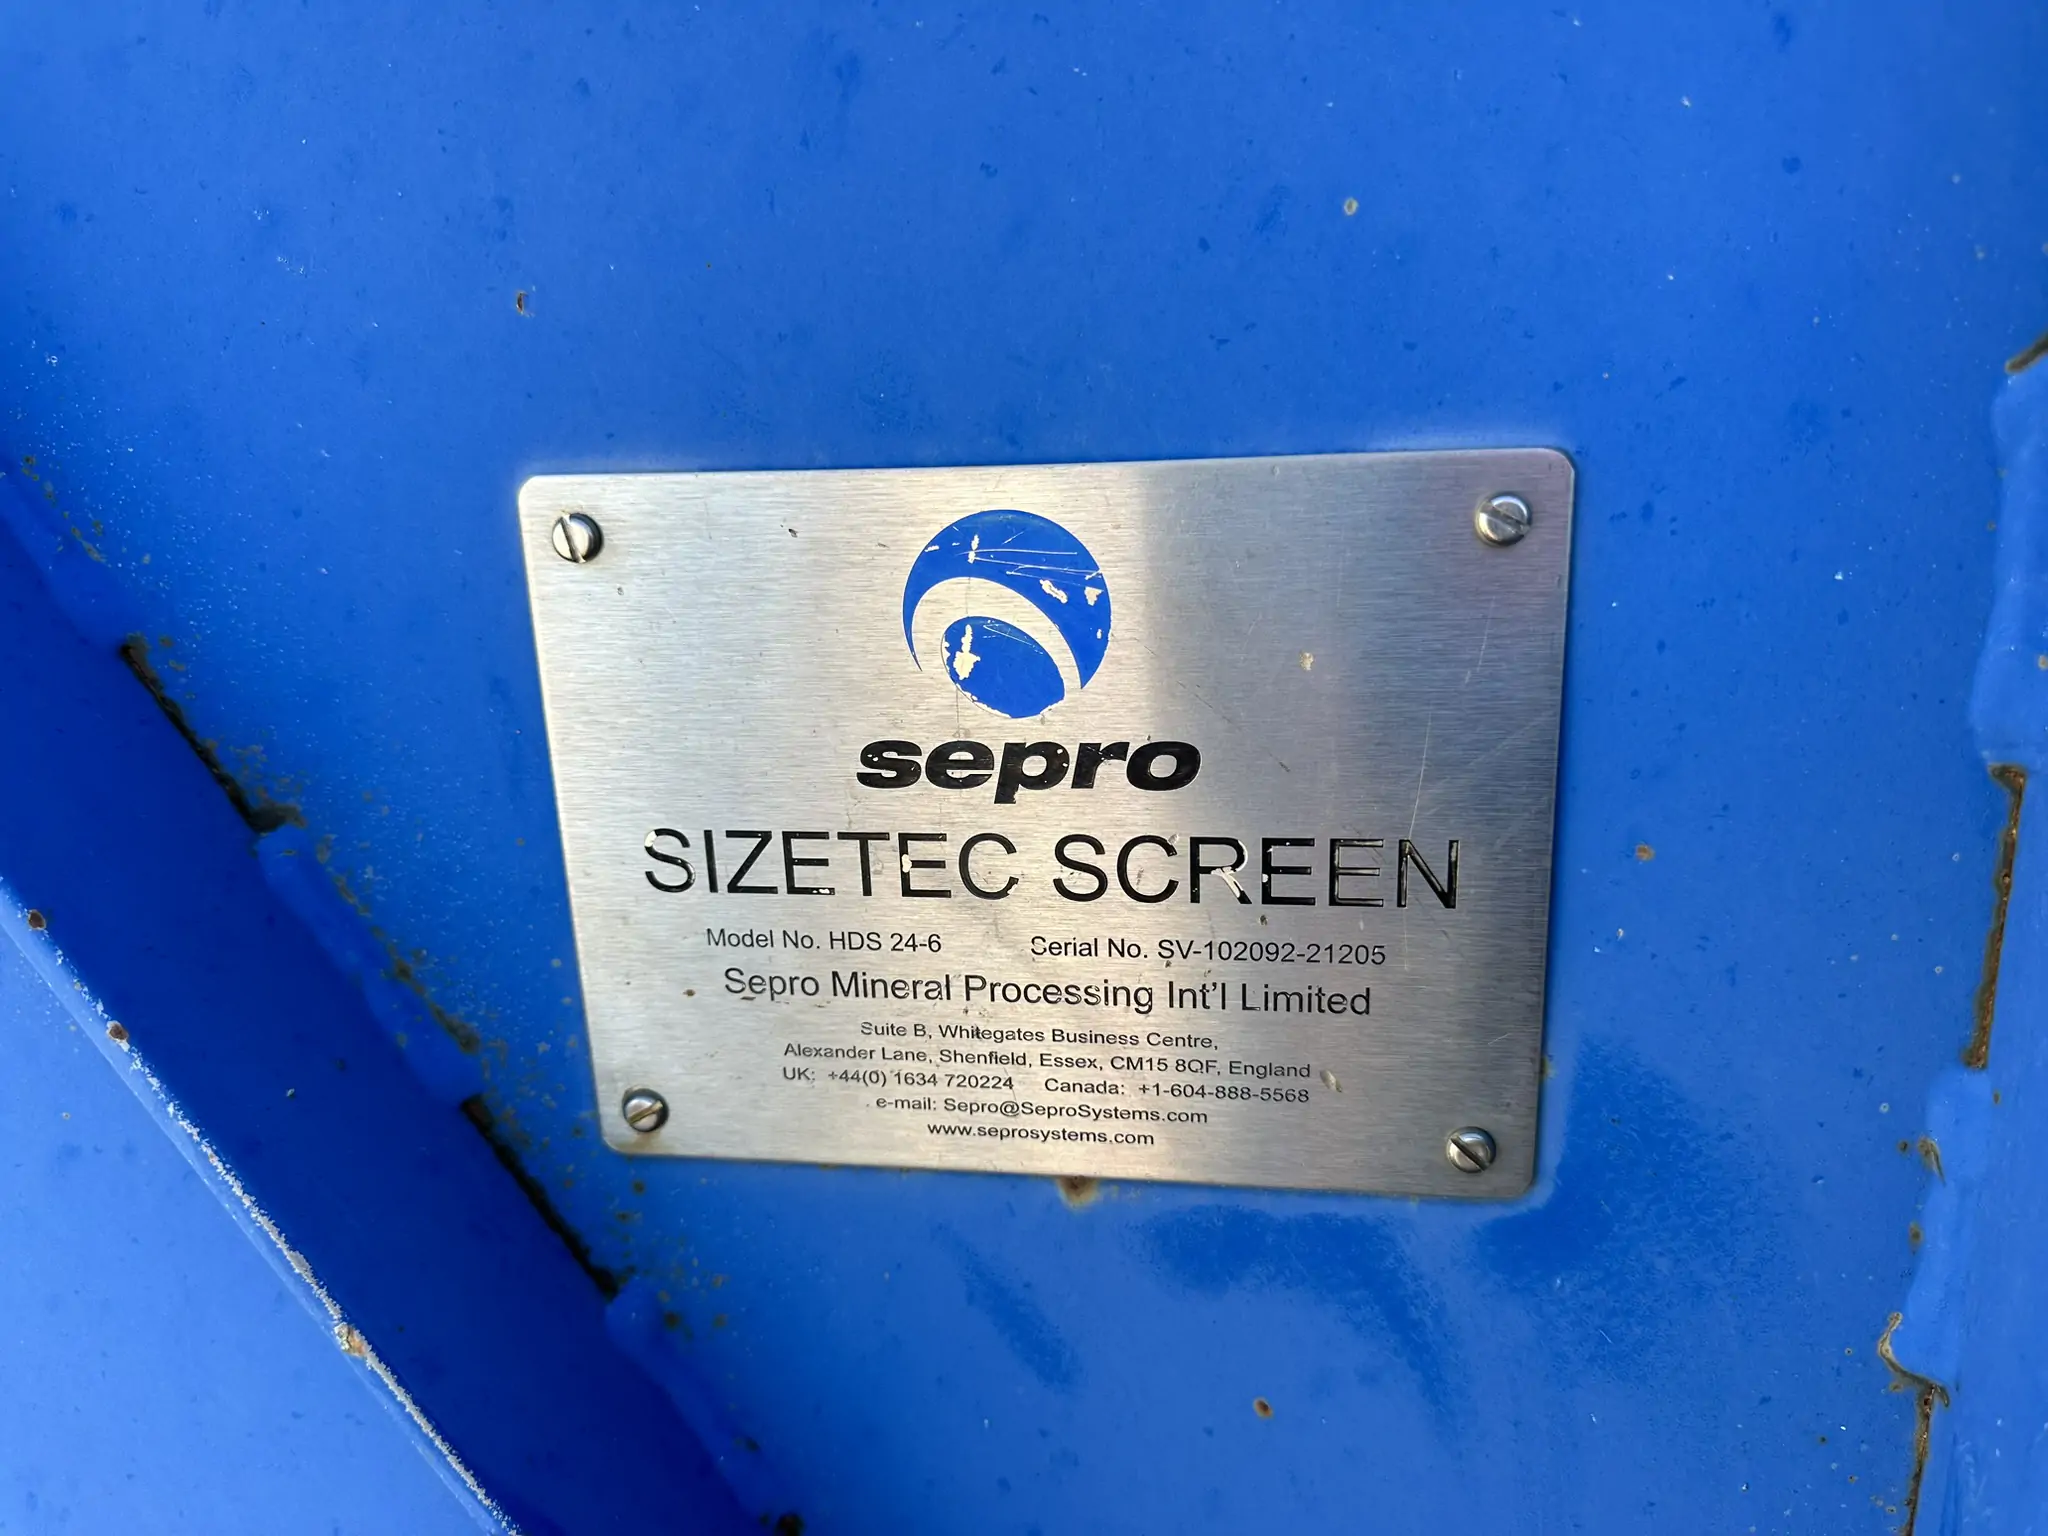 sepro
SIZETEC SCREEN
Model No. HDS 24-6 Serial No. SV-102092-21205
Sepro Mineral Processing Int'l Limited
Suite B, Whitegates Business Centre,
Alexander Lane, Shenfield, Essex, CM15 8QF, England
UK: +44(0) 1634 720224 Canada: +1-604-888-5568
e-mail: Sepro@SeproSystems.com
www.seprosystems.com